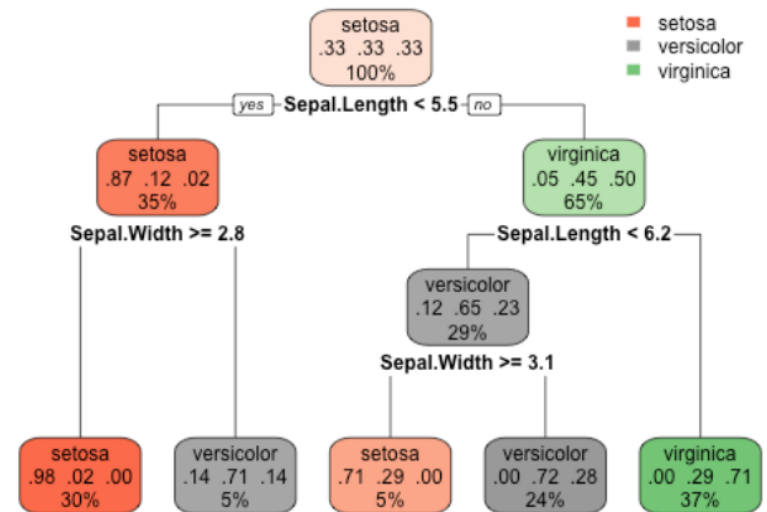 setosa
.33 .33 .33
100%
setosa
versicolor
virginica
yes Sepal.Length < 5.5 no
setosa
.87 .12 .02
35%
virginica
.05 .45 .50
65%
Sepal.Width >= 2.8
Sepal.Length < 6.2
versicolor
.12 .65 .23
29%
Sepal.Width >= 3.1
setosa
.98 .02 .00
30%
versicolor
.14 .71 .14
5%
setosa
.71 .29 .00
5%
versicolor
.00 .72 .28
24%
virginica
.00 .29 .71
37%